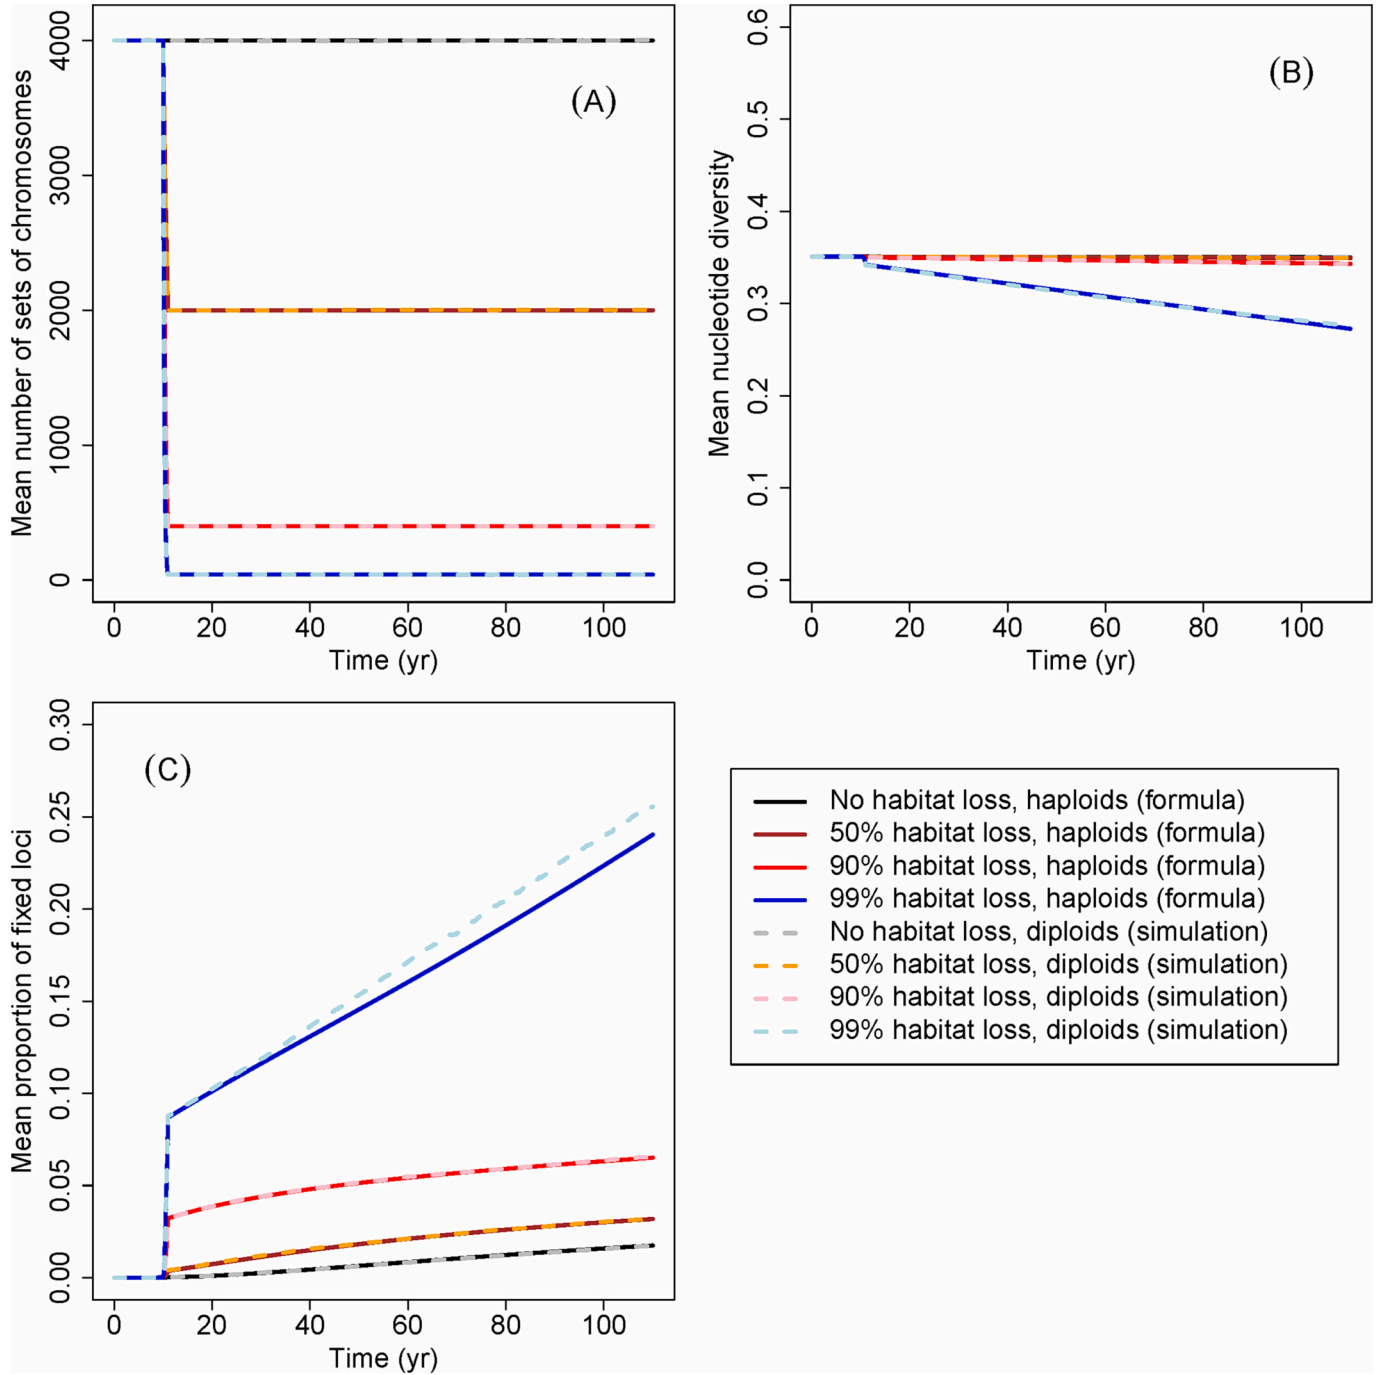 (A)
Mean number of sets of chromosomes
4000
3000
2000
1000
0
0 20 40 60 80 100
Time (yr)
(B)
Mean nucleotide diversity
0.6
0.5
0.4
0.3
0.2
0.1
0.0
0 20 40 60 80 100
Time (yr)
(C)
Mean proportion of fixed loci
0.30
0.25
0.20
0.15
0.10
0.05
0.00
0 20 40 60 80 100
Time (yr)
No habitat loss, haploids (formula)
50% habitat loss, haploids (formula)
90% habitat loss, haploids (formula)
99% habitat loss, haploids (formula)
No habitat loss, diploids (simulation)
50% habitat loss, diploids (simulation)
90% habitat loss, diploids (simulation)
99% habitat loss, diploids (simulation)